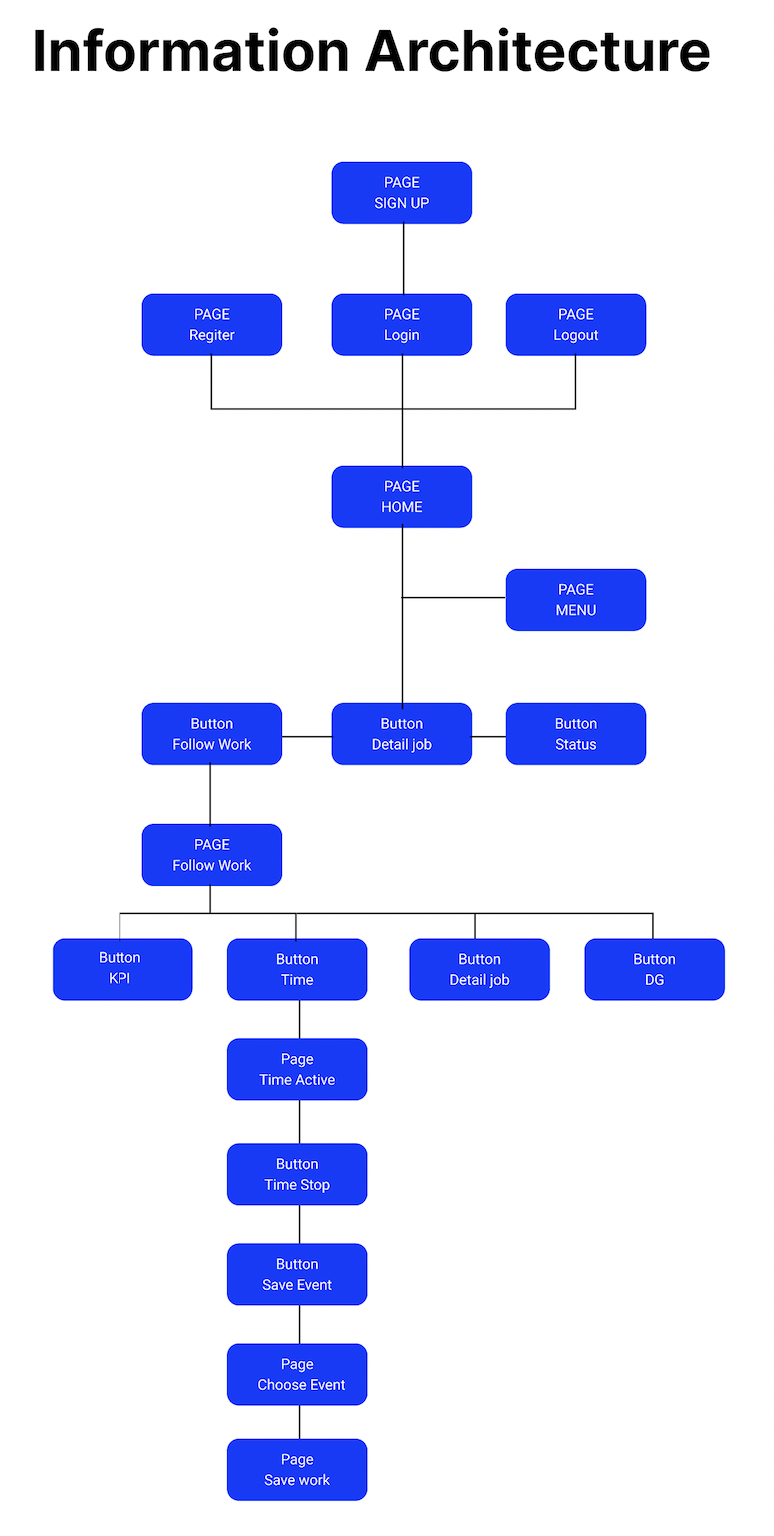 Information Architecture
PAGE
SIGN UP
PAGE
Regiter
PAGE
Login
PAGE
Logout
PAGE
HOME
PAGE
MENU
Button
Follow Work
Button
Detail job
Button
Status
PAGE
Follow Work
Button
KPI
Button
Time
Button
Detail job
Button
DG
Page
Time Active
Button
Time Stop
Button
Save Event
Page
Choose Event
Page
Save work